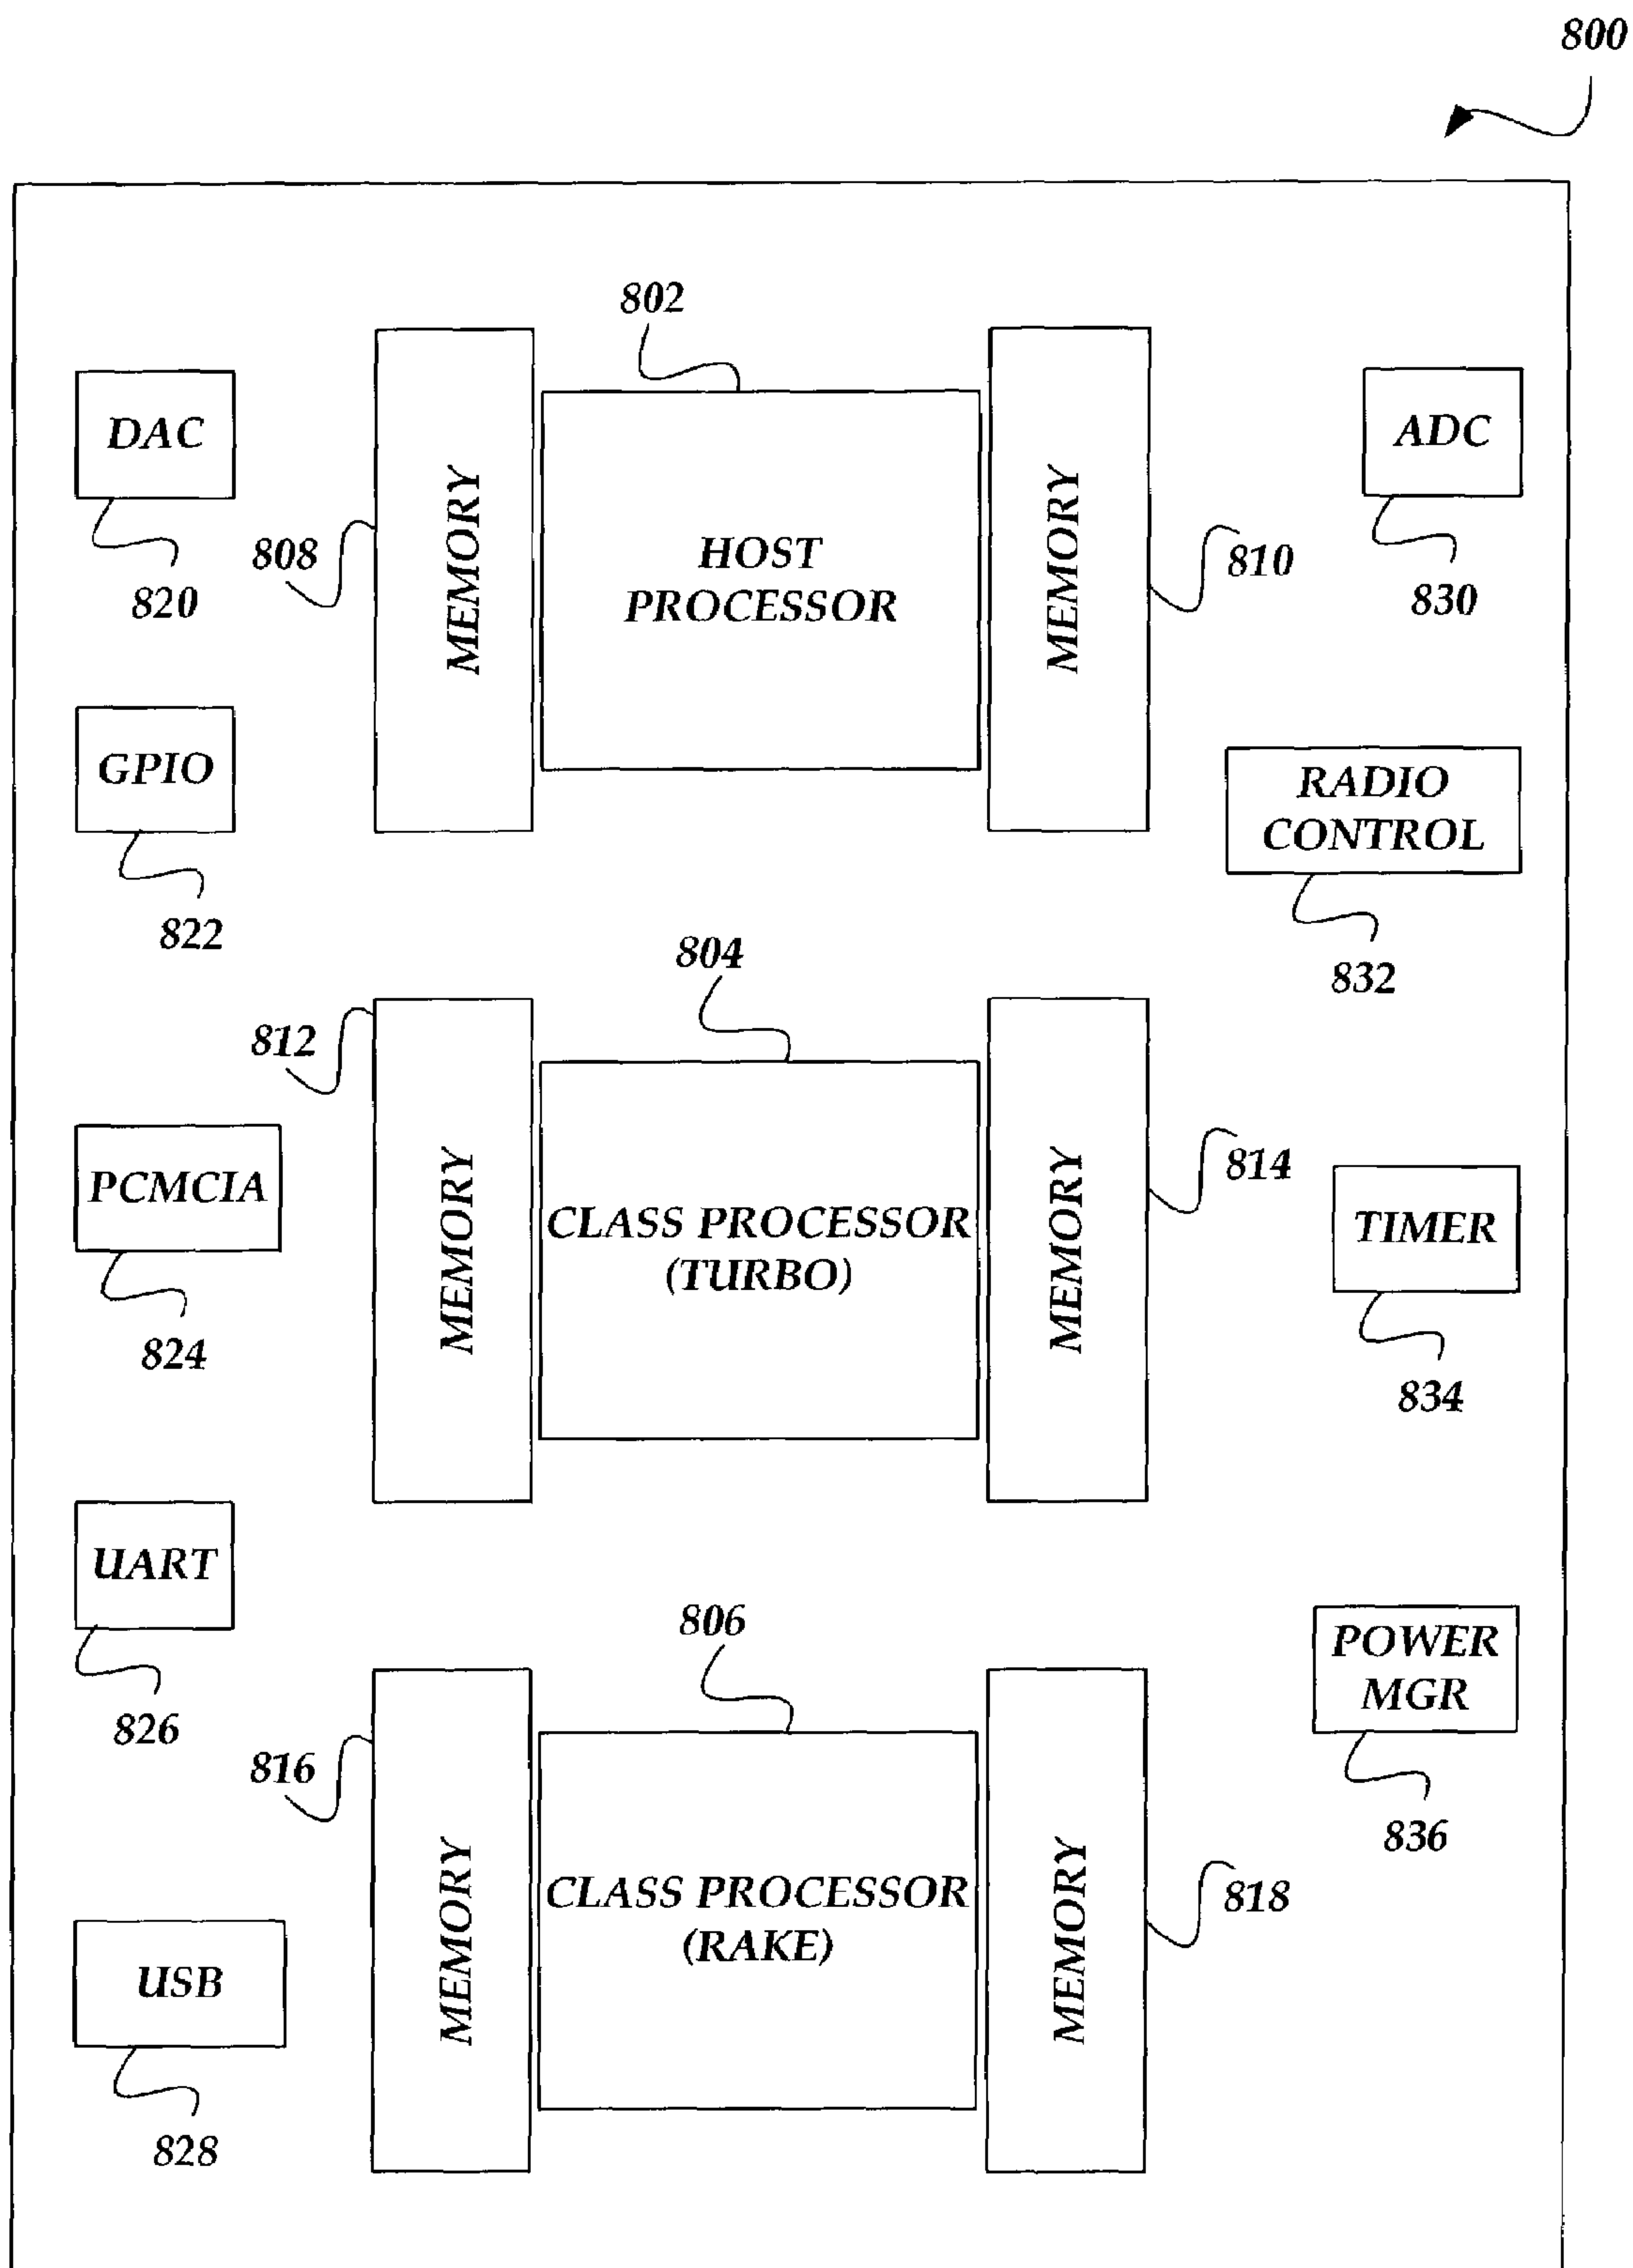 800
802
DAC
820
808
MEMORY
HOST
PROCESSOR
MEMORY
810
ADC
830
GPIO
822
RADIO
CONTROL
832
804
812
MEMORY
CLASS PROCESSOR
(TURBO)
MEMORY
814
PCMCIA
824
TIMER
834
UART
826
806
816
MEMORY
CLASS PROCESSOR
(RAKE)
MEMORY
818
POWER
MGR
836
USB
828